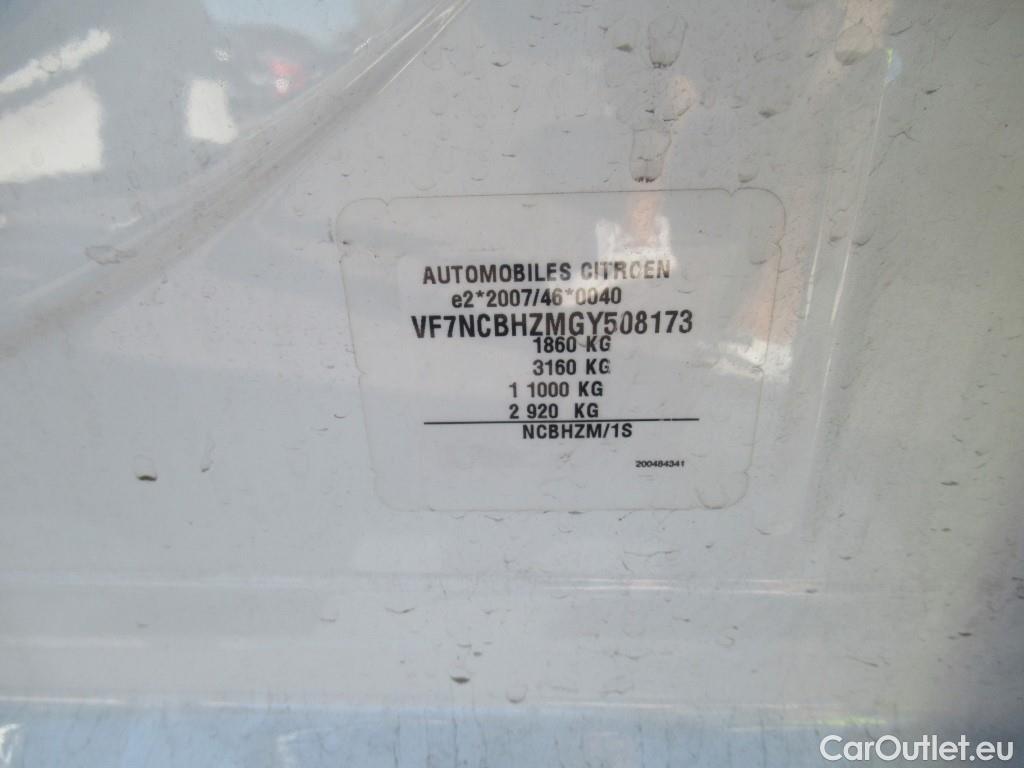 AUTOMOBILES CITROEN
e2*2007/46*0040
VF7NCBHZMGY508173
1860 KG
3160 KG
1 1000 KG
2 920 KG
NCBHZM/1S
200484341
CarOutlet.eu